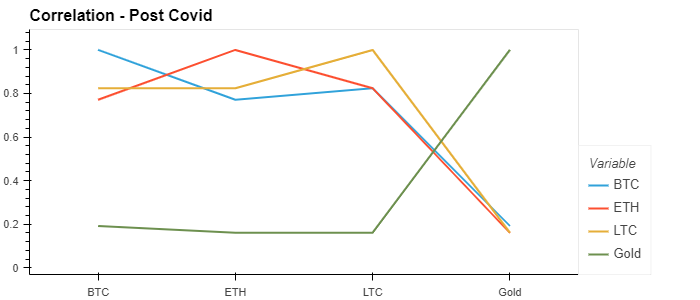 Correlation - Post Covid
1
0.8
0.6
0.4
0.2
0
BTC
ETH
LTC
Gold
Variable
BTC
ETH
LTC
Gold